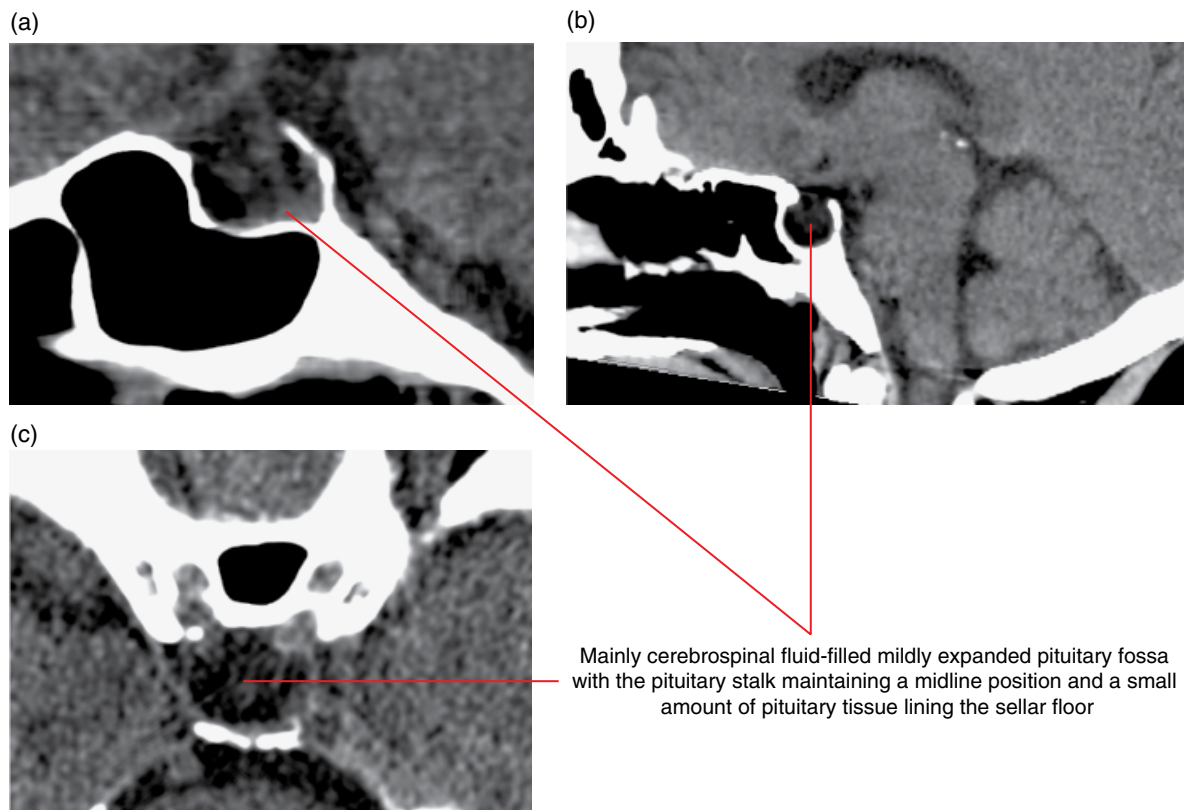 (a)
(b)
(c)
Mainly cerebrospinal fluid-filled mildly expanded pituitary fossa
with the pituitary stalk maintaining a midline position and a small
amount of pituitary tissue lining the sellar floor